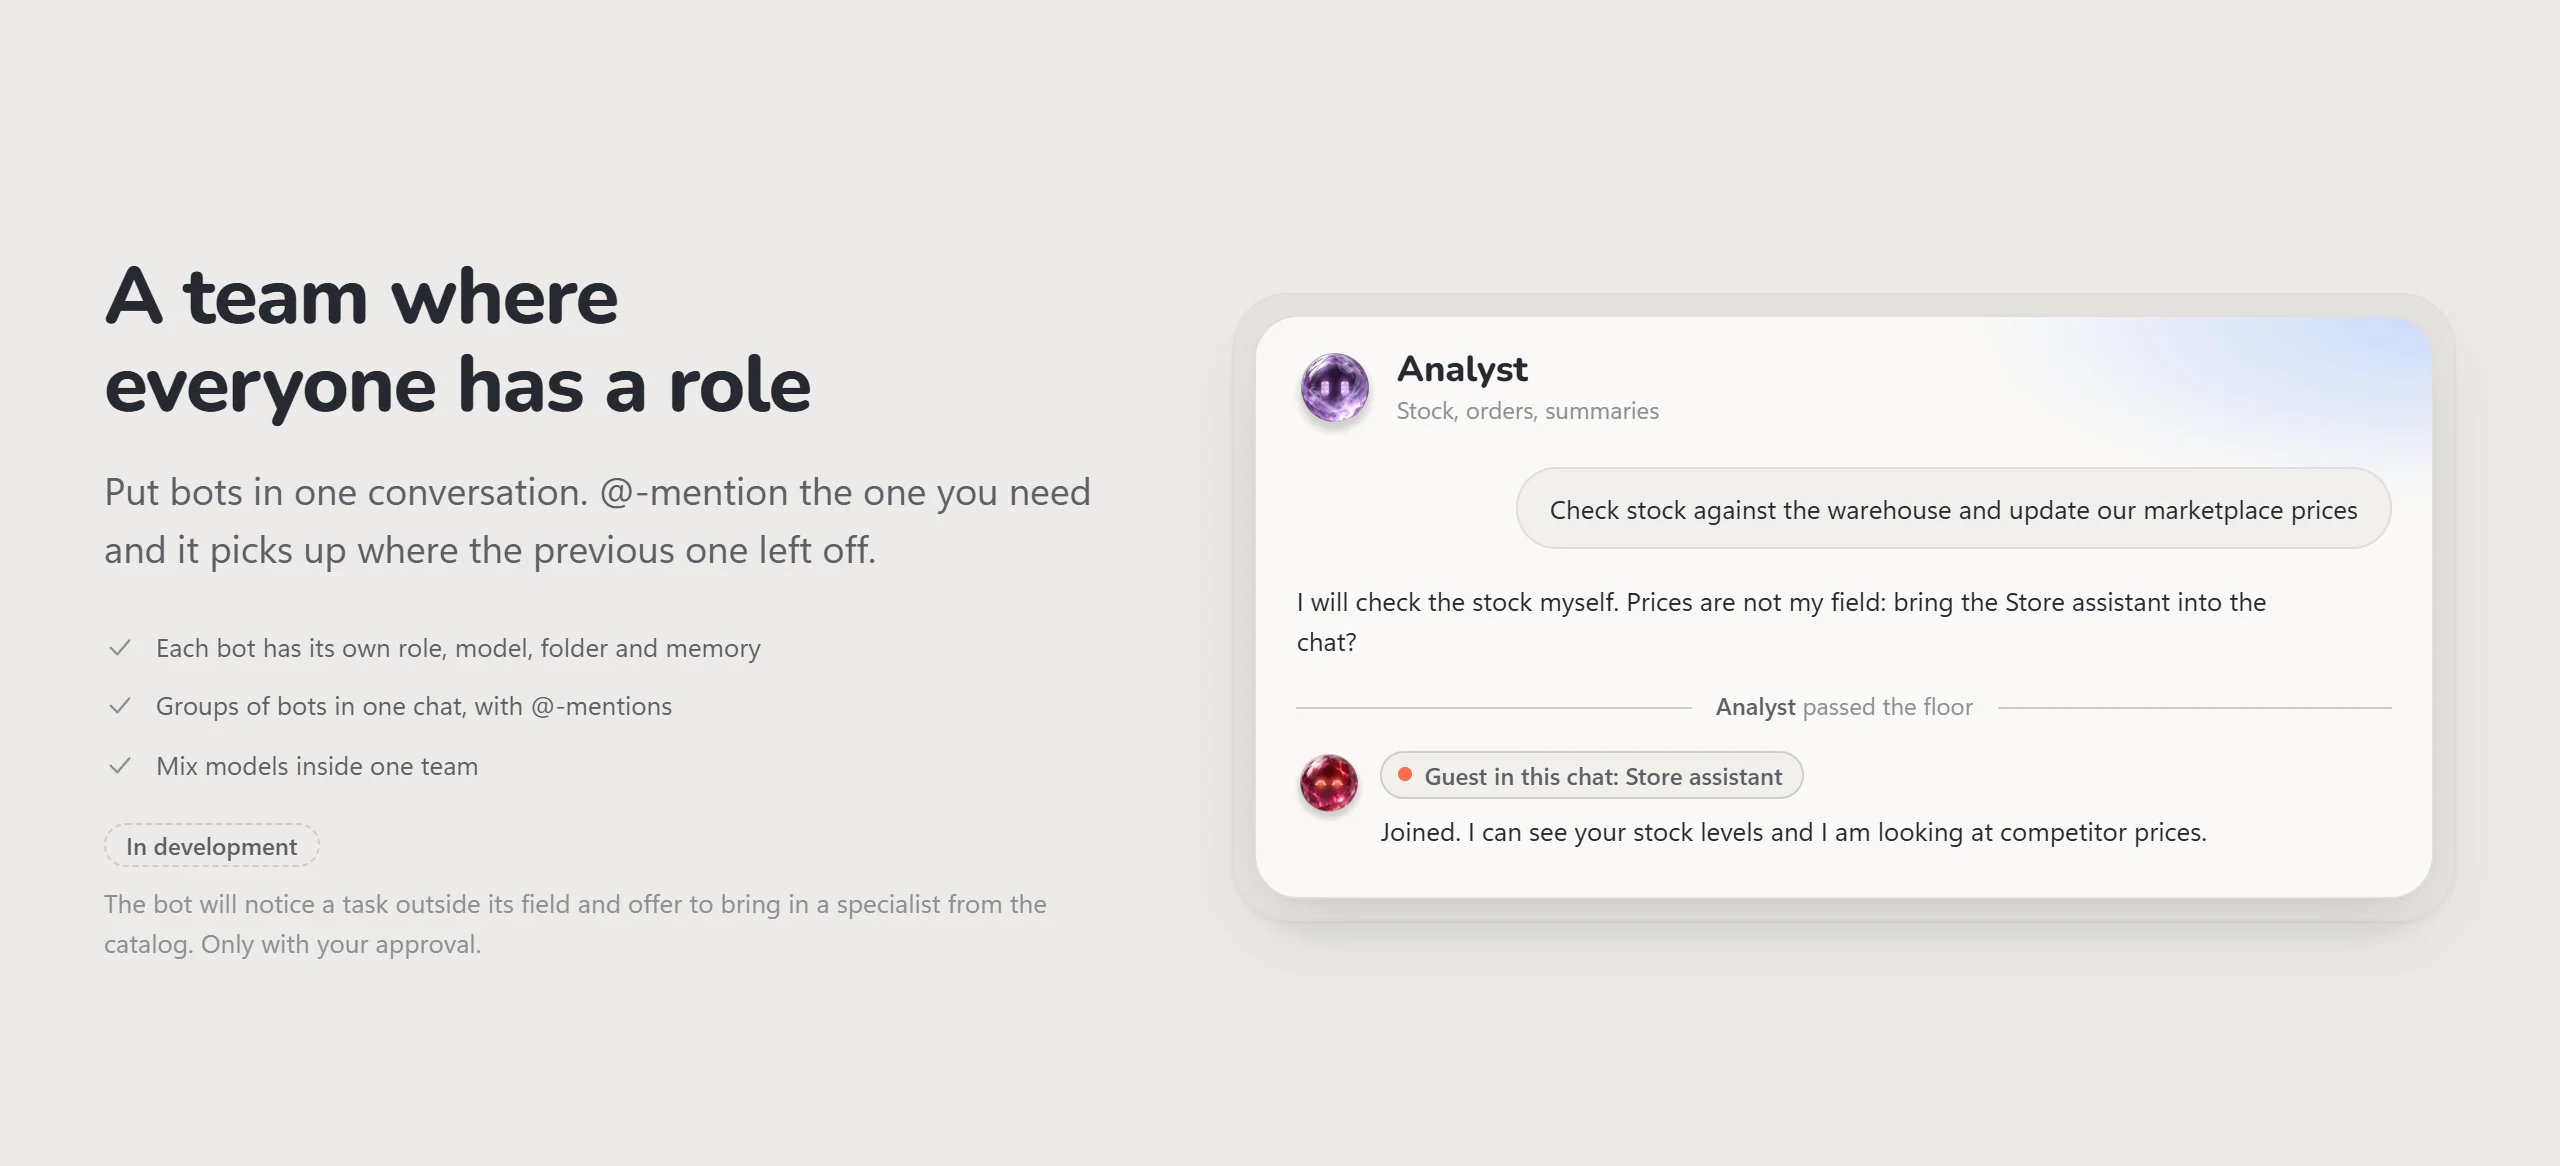 A team where
everyone has a role
Put bots in one conversation. @-mention the one you need
and it picks up where the previous one left off.
Each bot has its own role, model, folder and memory
Groups of bots in one chat, with @-mentions
Mix models inside one team
In development
The bot will notice a task outside its field and offer to bring in a specialist from the
catalog. Only with your approval.
Analyst
Stock, orders, summaries
Check stock against the warehouse and update our marketplace prices
I will check the stock myself. Prices are not my field: bring the Store assistant into the
chat?
Analyst passed the floor
Guest in this chat: Store assistant
Joined. I can see your stock levels and I am looking at competitor prices.